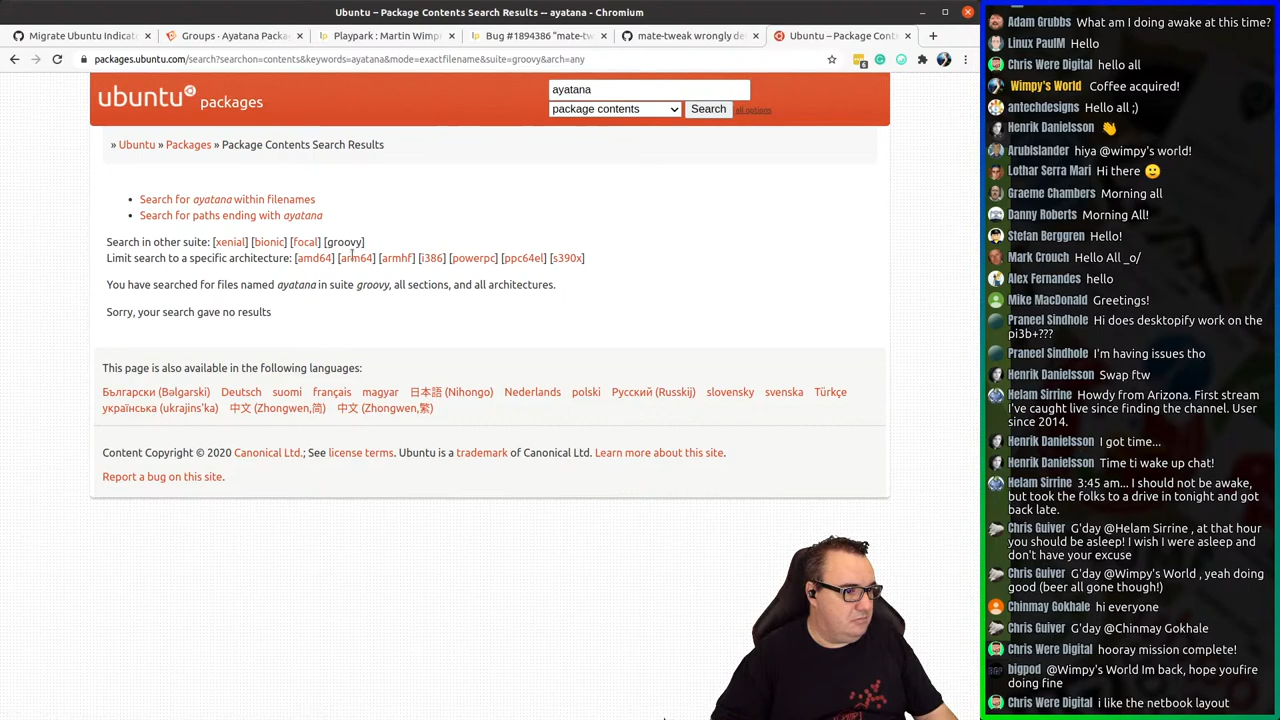 Ubuntu – Package Contents Search Results -- ayatana - Chromium
Migrate Ubuntu Indicat
Groups · Ayatana Packa
Playpark : Martin Wimpr
Bug #1894386 "mate-tw
mate-tweak wrongly de
Ubuntu – Package Conte
packages.ubuntu.com/search?searchon=contents&keywords=ayatana&mode=exactfilename&suite=groovy&arch=any
6
ubuntu packages
ayatana
package contents
Search
all options
» Ubuntu » Packages » Package Contents Search Results
Search for ayatana within filenames
Search for paths ending with ayatana
Search in other suite: [xenial] [bionic] [focal] [groovy]
Limit search to a specific architecture: [amd64] [arm64] [armhf] [i386] [powerpc] [ppc64el] [s390x]
You have searched for files named ayatana in suite groovy, all sections, and all architectures.
Sorry, your search gave no results
This page is also available in the following languages:
Български (Bəlgarski) Deutsch suomi français magyar 日本語 (Nihongo) Nederlands polski Русский (Russkij) slovensky svenska Türkçe
українська (ukrajins'ka) 中文 (Zhongwen,简) 中文 (Zhongwen,繁)
Content Copyright © 2020 Canonical Ltd.; See license terms. Ubuntu is a trademark of Canonical Ltd. Learn more about this site.
Report a bug on this site.
Adam Grubbs What am I doing awake at this time?
Linux PaulM Hello
Chris Were Digital hello all
Wimpy's World Coffee acquired!
antechdesigns Hello all ;)
Henrik Danielsson 👋
ArubIslander hiya @wimpy's world!
Lothar Serra Mari Hi there 🙂
Graeme Chambers Morning all
Danny Roberts Morning All!
Stefan Berggren Hello!
Mark Crouch Hello All _o/
Alex Fernandes hello
Mike MacDonald Greetings!
Praneel Sindhole Hi does desktopify work on the
pi3b+???
Praneel Sindhole I'm having issues tho
Henrik Danielsson Swap ftw
Helam Sirrine Howdy from Arizona. First stream
I've caught live since finding the channel. User
since 2014.
Henrik Danielsson I got time...
Henrik Danielsson Time ti wake up chat!
Helam Sirrine 3:45 am... I should not be awake,
but took the folks to a drive in tonight and got
back late.
Chris Guiver G'day @Helam Sirrine , at that hour
you should be asleep! I wish I were asleep and
don't have your excuse
Chris Guiver G'day @Wimpy's World , yeah doing
good (beer all gone though!)
Chinmay Gokhale hi everyone
Chris Guiver G'day @Chinmay Gokhale
Chris Were Digital hooray mission complete!
bigpod @Wimpy's World Im back, hope youfire
doing fine
Chris Were Digital i like the netbook layout